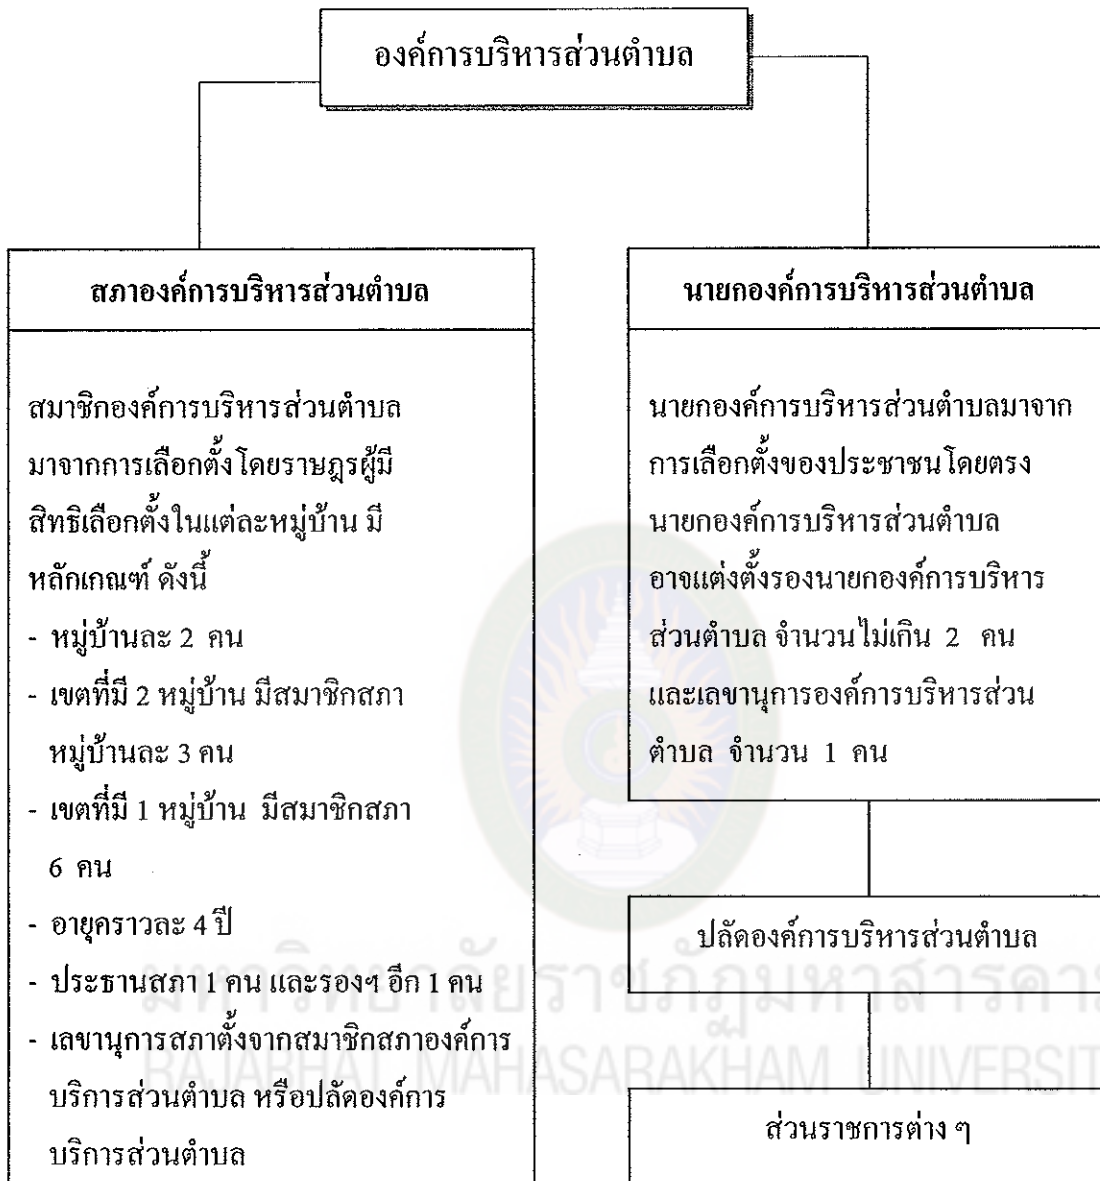 องค์การบริหารส่วนตำบล
สภาองค์การบริหารส่วนตำบล
สมาชิกองค์การบริหารส่วนตำบล
มาจากการเลือกตั้งโดยราษฎรผู้มี
สิทธิเลือกตั้งในแต่ละหมู่บ้าน มี
หลักเกณฑ์ ดังนี้
- หมู่บ้านละ 2 คน
- เขตที่มี 2 หมู่บ้าน มีสมาชิกสภา
หมู่บ้านละ 3 คน
- เขตที่มี 1 หมู่บ้าน มีสมาชิกสภา
6 คน
- อายุคราวละ 4 ปี
- ประธานสภา 1 คน และรองฯ อีก 1 คน
- เลขานุการสภาตั้งจากสมาชิกสภาองค์การ
บริการส่วนตำบล หรือปลัดองค์การ
บริการส่วนตำบล
นายกองค์การบริหารส่วนตำบล
นายกองค์การบริหารส่วนตำบลมาจาก
การเลือกตั้งของประชาชนโดยตรง
นายกองค์การบริหารส่วนตำบล
อาจแต่งตั้งรองนายกองค์การบริหาร
ส่วนตำบล จำนวนไม่เกิน 2 คน
และเลขานุการองค์การบริหารส่วน
ตำบล จำนวน 1 คน
ปลัดองค์การบริหารส่วนตำบล
ส่วนราชการต่าง ๆ
มหาวิทยาลัยราชภัฏมหาสารคา
RAJABHAT MAHASARAKHAM UNIVERSIT